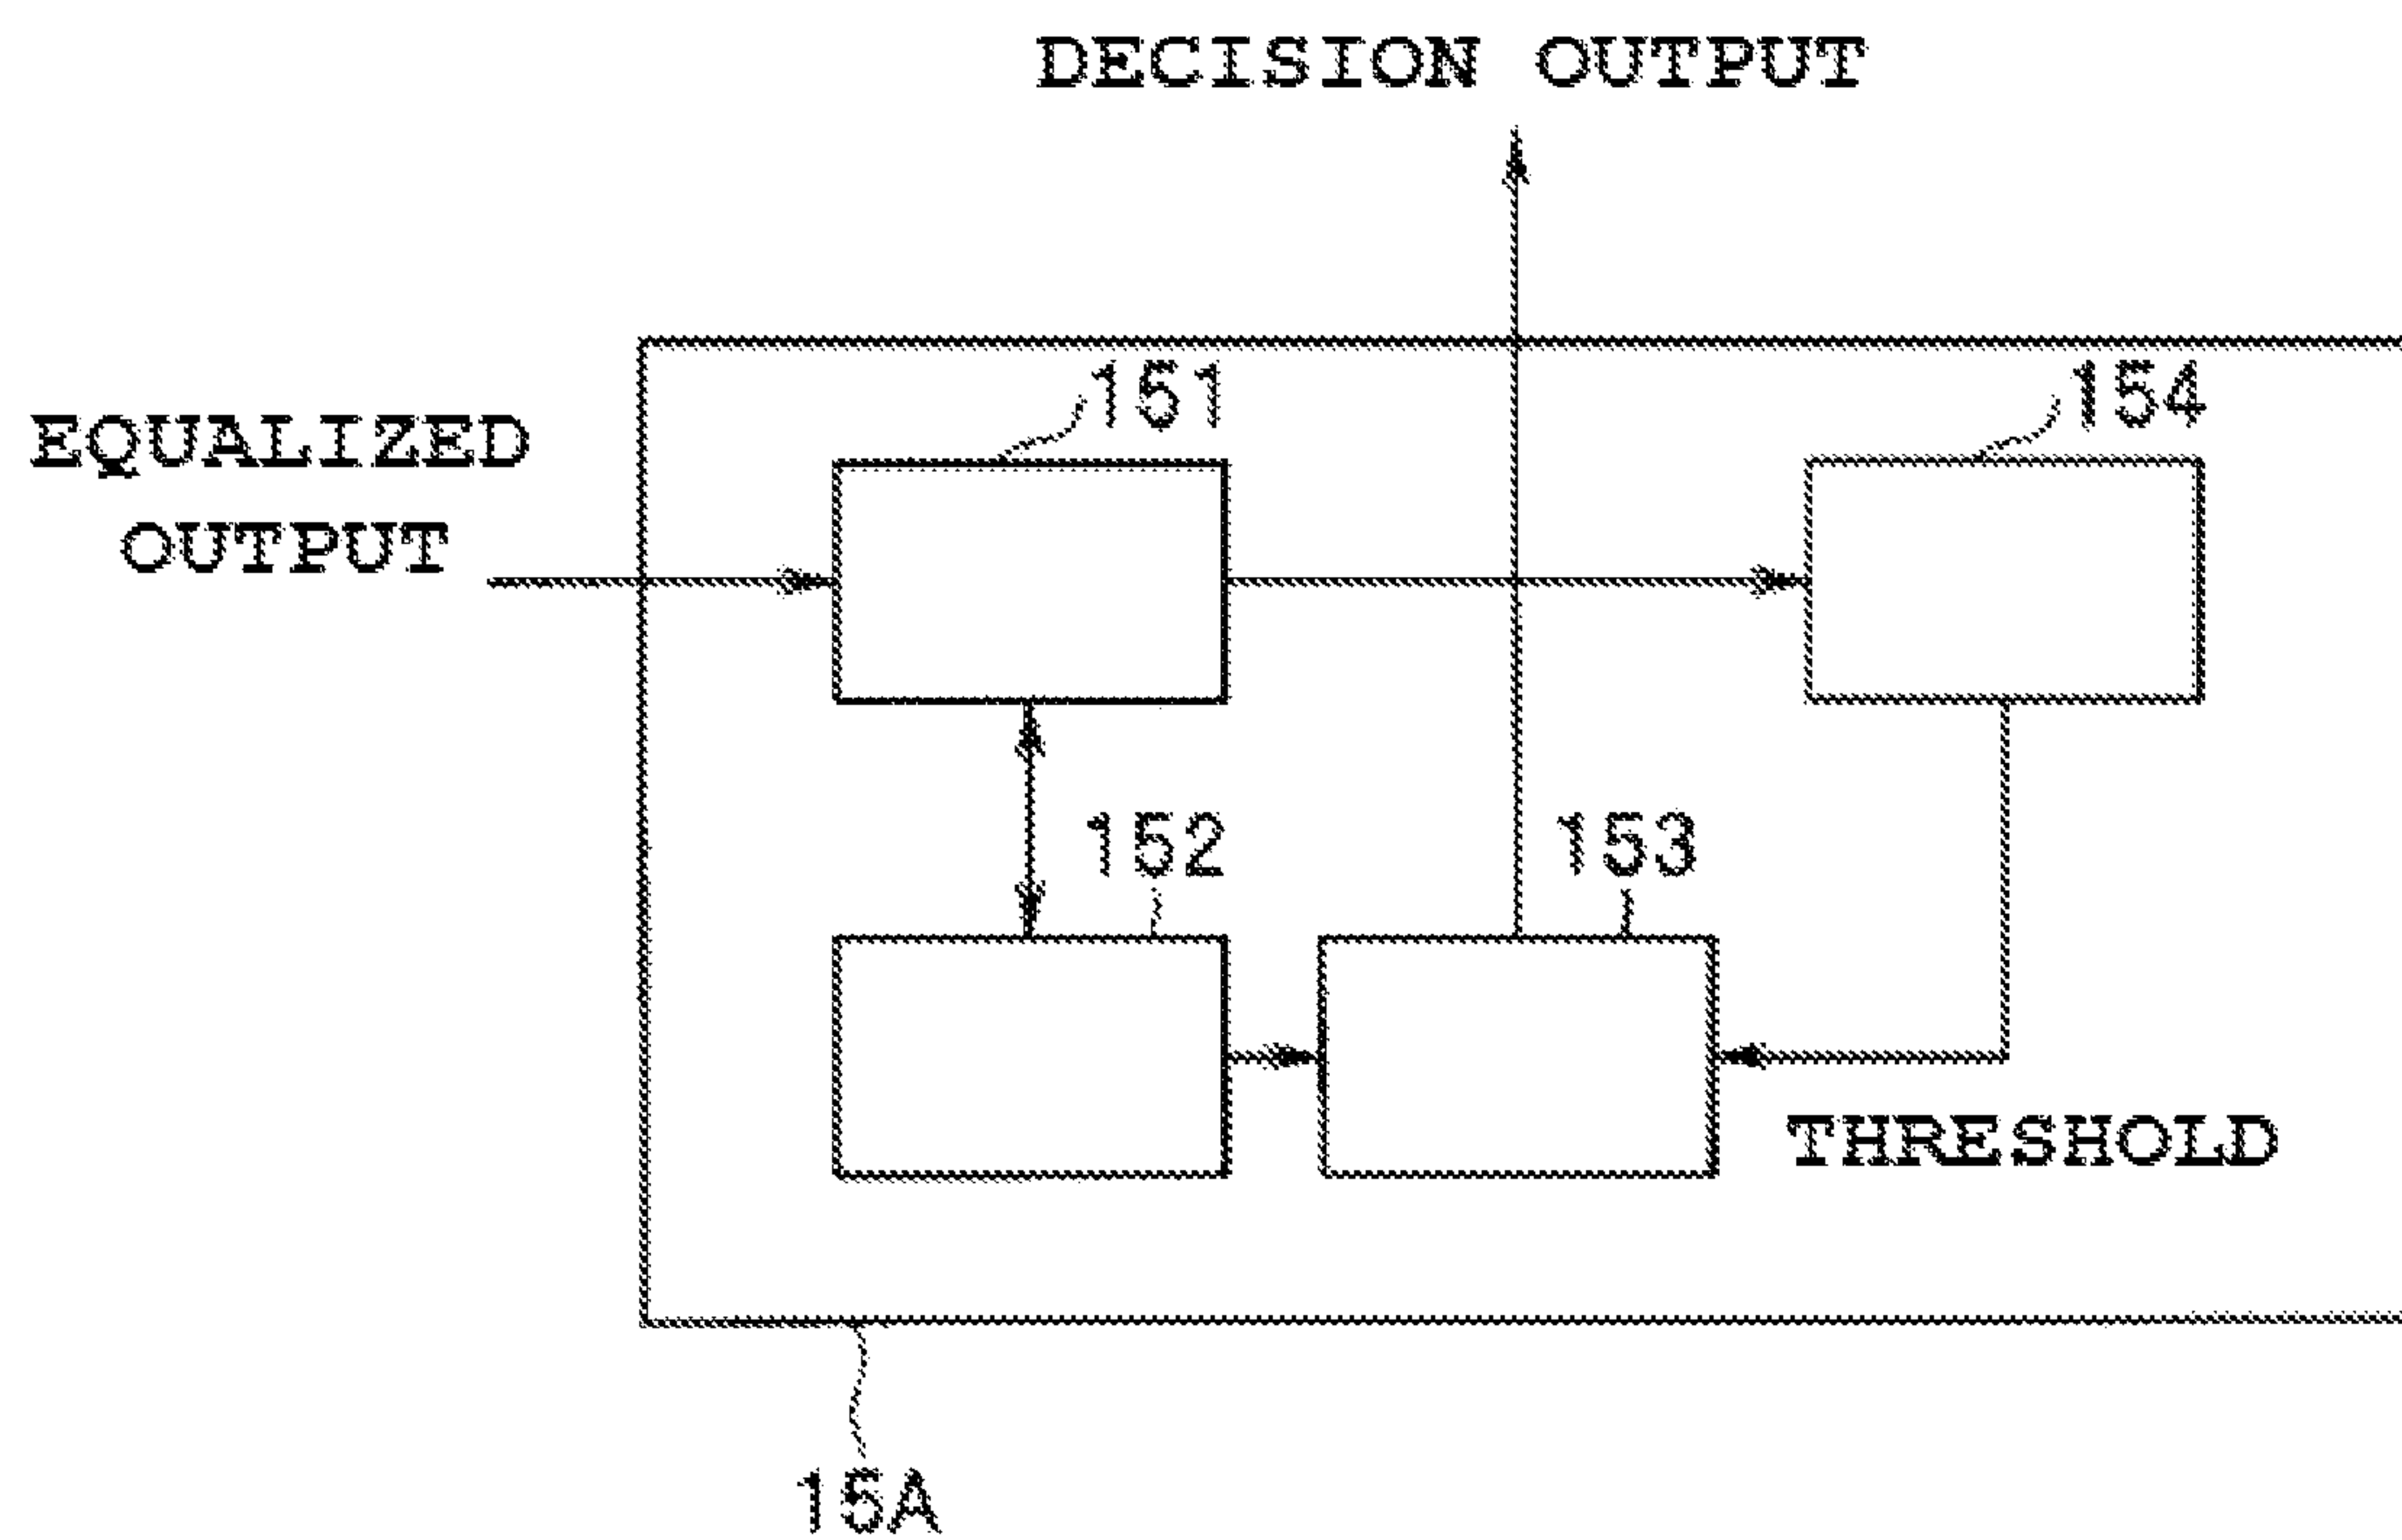 DECISION OUTPUT
151
154
EQUALIZED
OUTPUT
152
153
THRESHOLD
15A